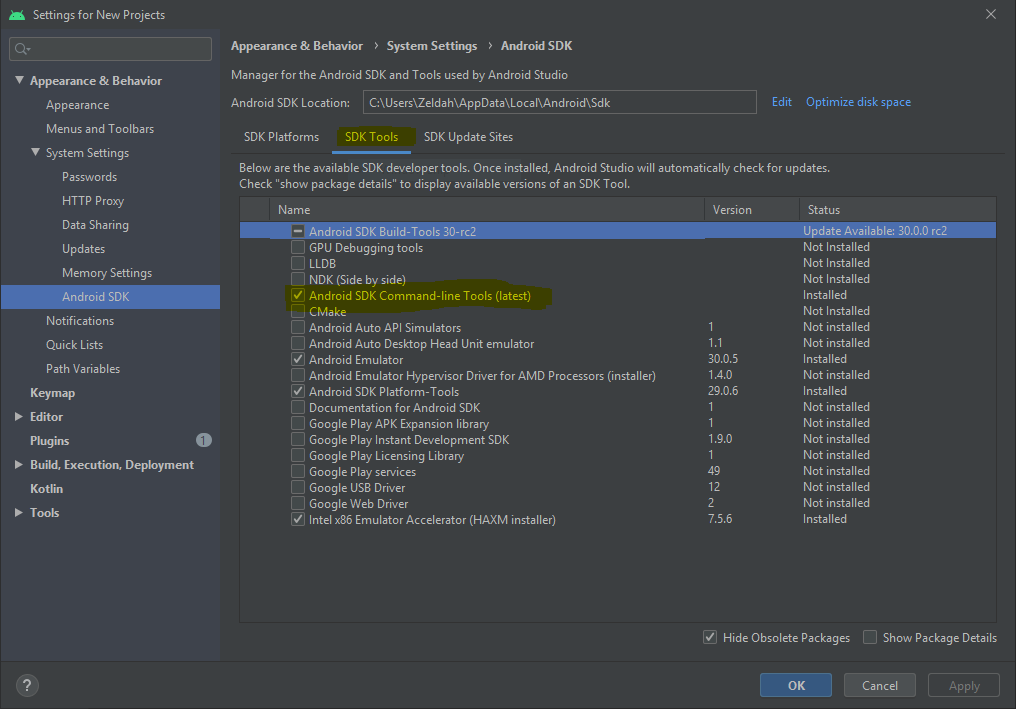 Settings for New Projects
Appearance & Behavior
Appearance
Menus and Toolbars
System Settings
Passwords
HTTP Proxy
Data Sharing
Updates
Memory Settings
Android SDK
Notifications
Quick Lists
Path Variables
Keymap
Editor
Plugins 1
Build, Execution, Deployment
Kotlin
Tools
Appearance & Behavior › System Settings › Android SDK
Manager for the Android SDK and Tools used by Android Studio
Android SDK Location: C:\Users\Zeldah\AppData\Local\Android\Sdk Edit Optimize disk space
SDK Platforms SDK Tools SDK Update Sites
Below are the available SDK developer tools. Once installed, Android Studio will automatically check for updates.
Check "show package details" to display available versions of an SDK Tool.
Name Version Status
Android SDK Build-Tools 30-rc2 Update Available: 30.0.0 rc2
GPU Debugging tools Not Installed
LLDB Not Installed
NDK (Side by side) Not Installed
Android SDK Command-line Tools (latest) Installed
CMake Not Installed
Android Auto API Simulators 1 Not installed
Android Auto Desktop Head Unit emulator 1.1 Not installed
Android Emulator 30.0.5 Installed
Android Emulator Hypervisor Driver for AMD Processors (installer) 1.4.0 Not installed
Android SDK Platform-Tools 29.0.6 Installed
Documentation for Android SDK 1 Not installed
Google Play APK Expansion library 1 Not installed
Google Play Instant Development SDK 1.9.0 Not installed
Google Play Licensing Library 1 Not installed
Google Play services 49 Not installed
Google USB Driver 12 Not installed
Google Web Driver 2 Not installed
Intel x86 Emulator Accelerator (HAXM installer) 7.5.6 Installed
Hide Obsolete Packages Show Package Details
? OK Cancel Apply